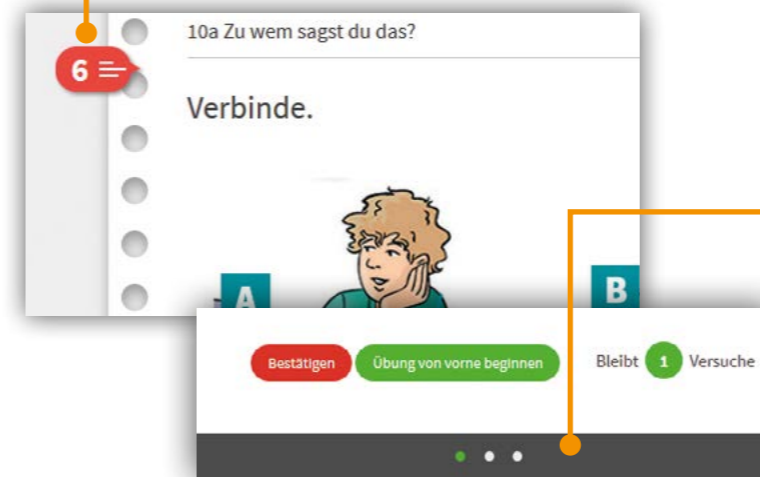 10a Zu wem sagst du das?
6
Verbinde.
A
B
Bestätigen Übung von vorne beginnen Bleibt 1 Versuche